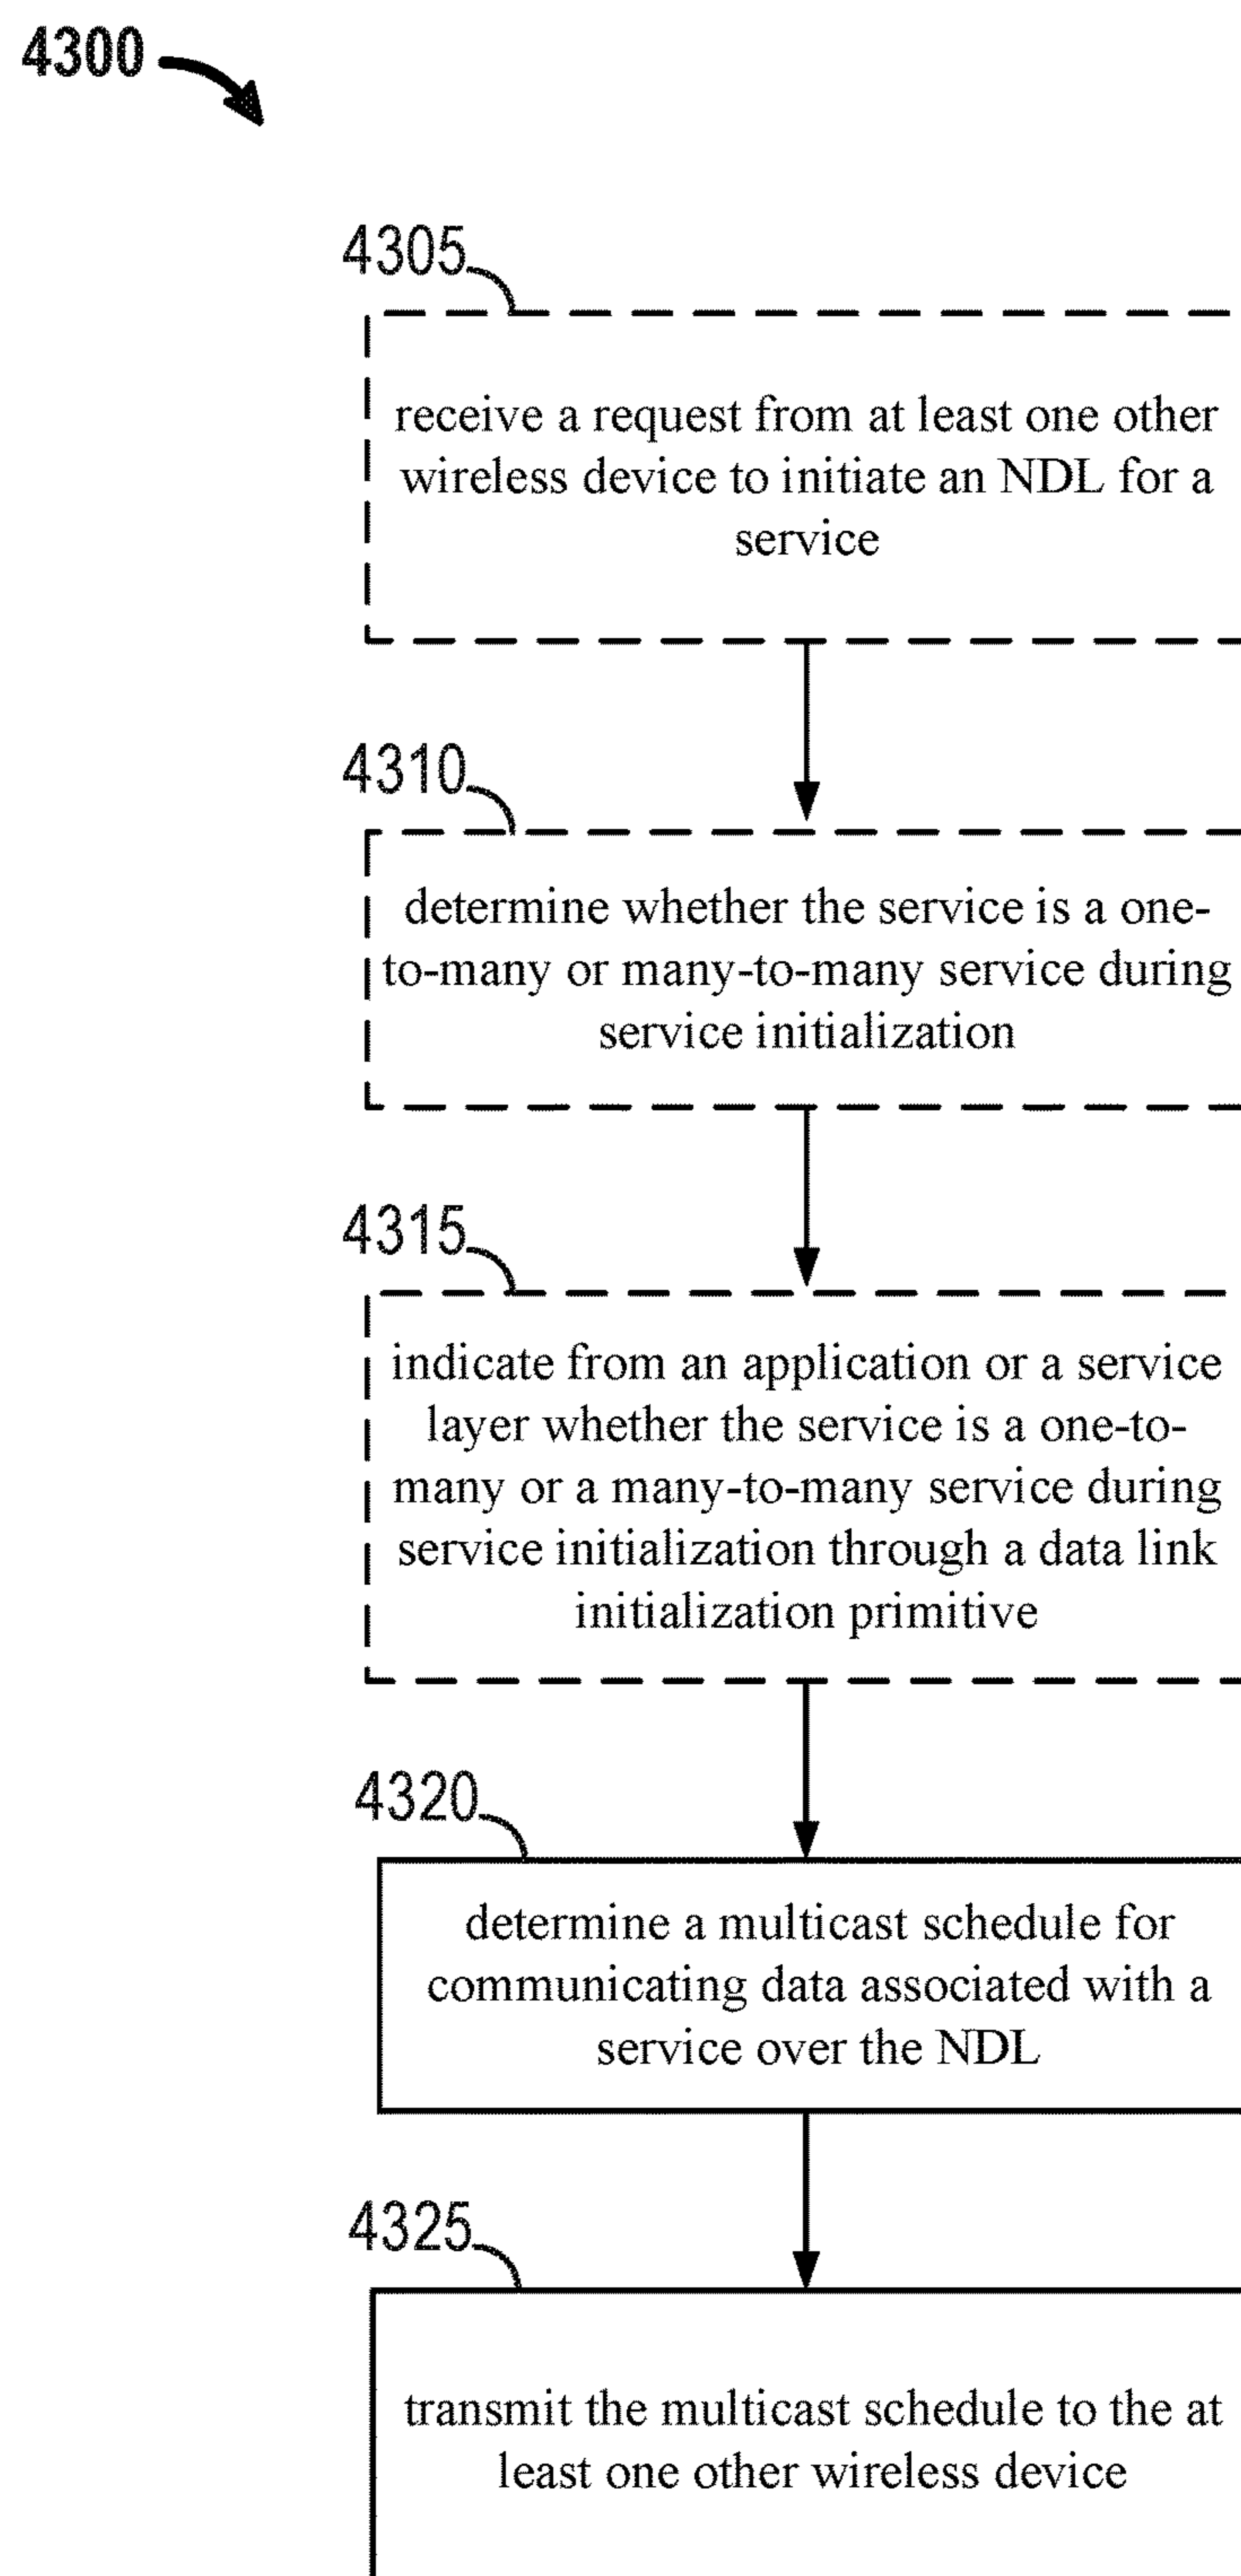 4300
4305
receive a request from at least one other
wireless device to initiate an NDL for a
service
4310
determine whether the service is a one-
to-many or many-to-many service during
service initialization
4315
indicate from an application or a service
layer whether the service is a one-to-
many or a many-to-many service during
service initialization through a data link
initialization primitive
4320
determine a multicast schedule for
communicating data associated with a
service over the NDL
4325
transmit the multicast schedule to the at
least one other wireless device